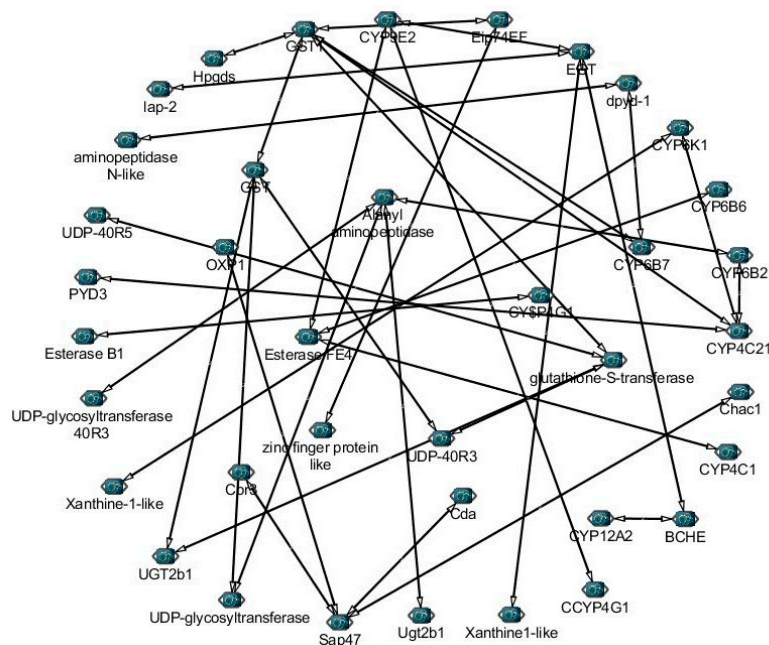 GST1
CYP9E2
Eip74EF
Hpgds
EGT
lap-2
dpyd-1
aminopeptidase
N-like
CYP6K1
GST
Alanyl
aminopeptidase
CYP6B6
UDP-40R5
OXP1
CYP6B7
CYP6B2
PYD3
CYP4G1
Esterase B1
Esterase FE4
CYP4C21
glutathione-S-transferase
UDP-glycosyltransferase
40R3
Chac1
zinc finger protein
like
UDP-40R3
CYP4C1
Xanthine-1-like
Cbr3
Cda
CYP12A2
BCHE
UGT2b1
UDP-glycosyltransferase
Sap47
Ugt2b1
Xanthine1-like
CCYP4G1